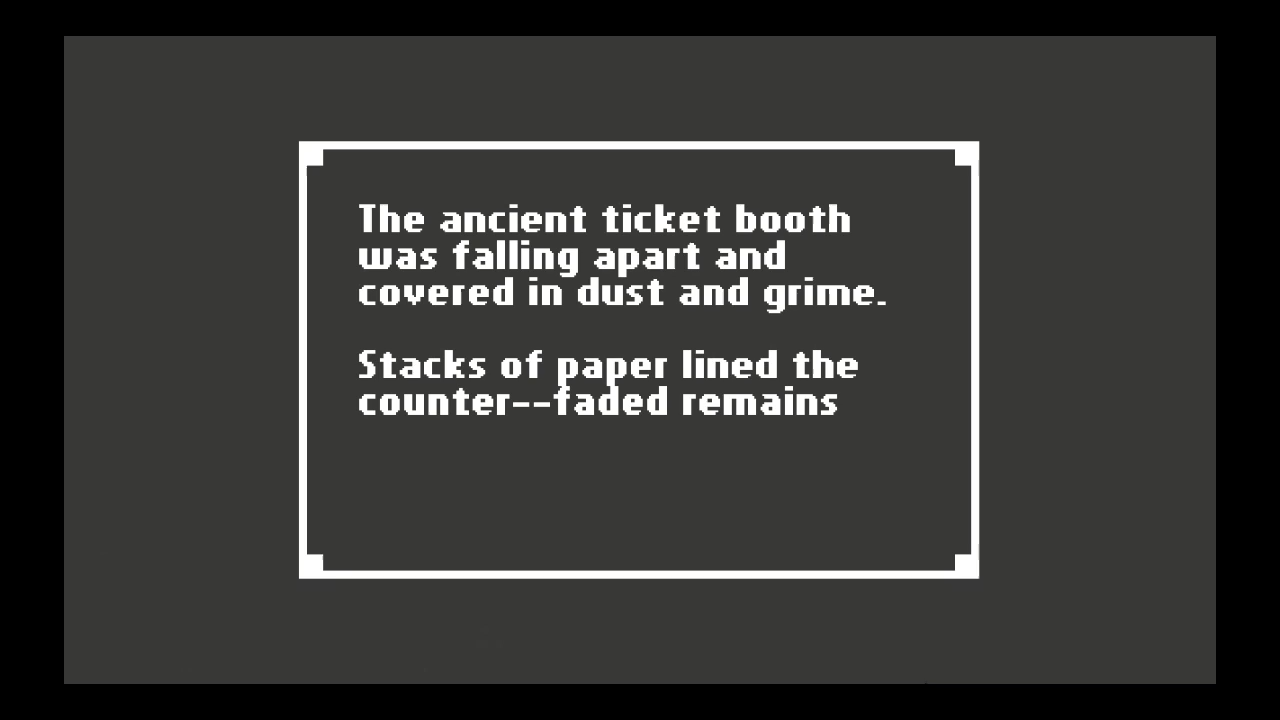 The ancient ticket booth
was falling apart and
covered in dust and grime.
Stacks of paper lined the
counter--faded remains